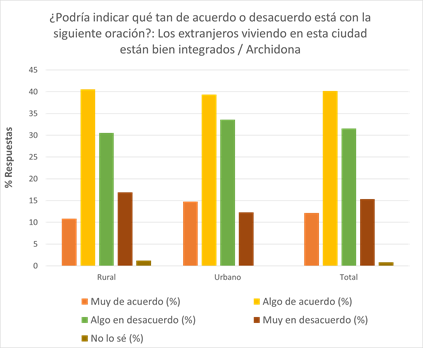 ¿Podría indicar qué tan de acuerdo o desacuerdo está con la
siguiente oración?: Los extranjeros viviendo en esta ciudad
están bien integrados / Archidona
% Respuestas
45
40
35
30
25
20
15
10
5
0
Rural Urbano Total
Muy de acuerdo (%) Algo de acuerdo (%)
Algo en desacuerdo (%) Muy en desacuerdo (%)
No lo sé (%)